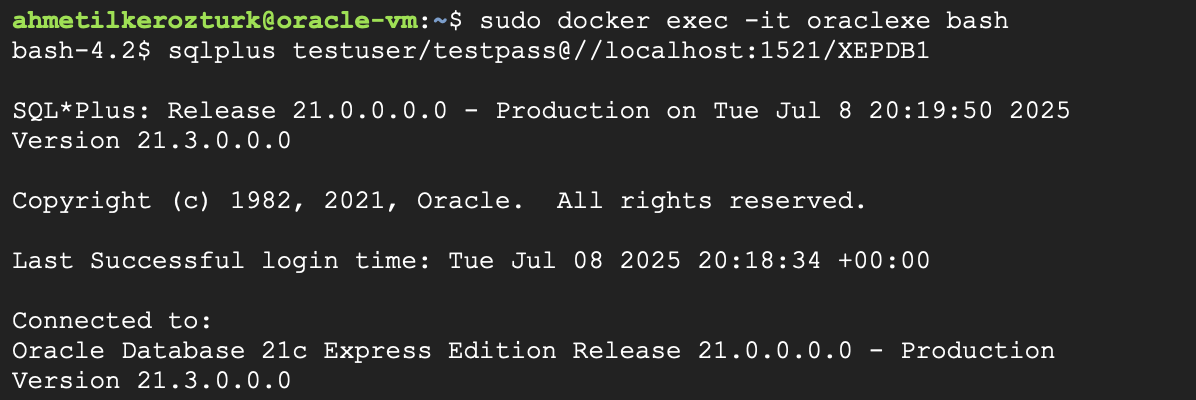 ahmetilkerozturk@oracle-vm:~$ sudo docker exec -it oraclexe bash
bash-4.2$ sqlplus testuser/testpass@//localhost:1521/XEPDB1
SQL*Plus: Release 21.0.0.0.0 - Production on Tue Jul 8 20:19:50 2025
Version 21.3.0.0.0
Copyright (c) 1982, 2021, Oracle.  All rights reserved.
Last Successful login time: Tue Jul 08 2025 20:18:34 +00:00
Connected to:
Oracle Database 21c Express Edition Release 21.0.0.0.0 - Production
Version 21.3.0.0.0